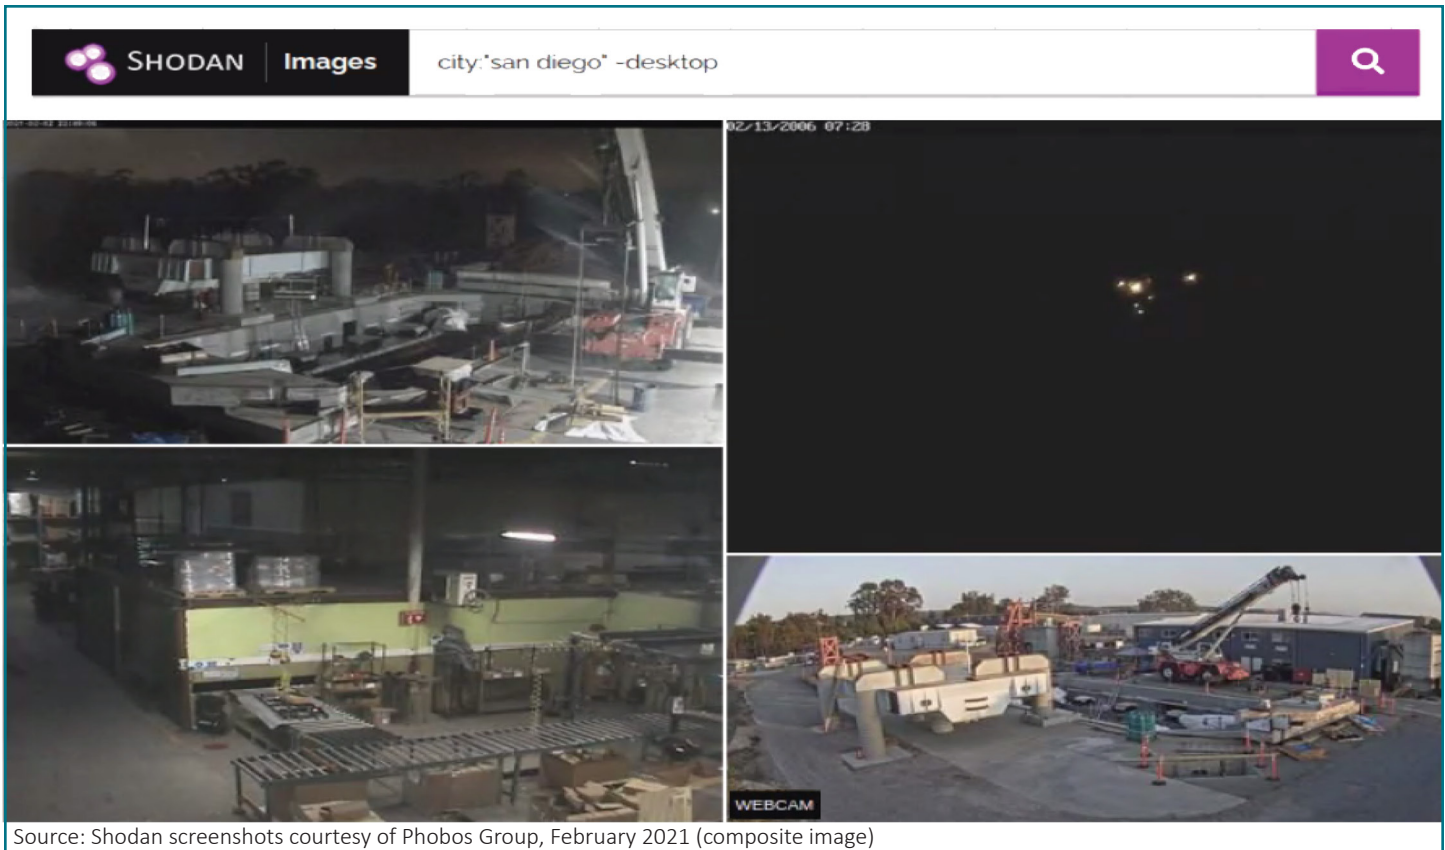 SHODAN Images city:"san diego" -desktop
02/13/2006 07:28
WEBCAM
Source: Shodan screenshots courtesy of Phobos Group, February 2021 (composite image)